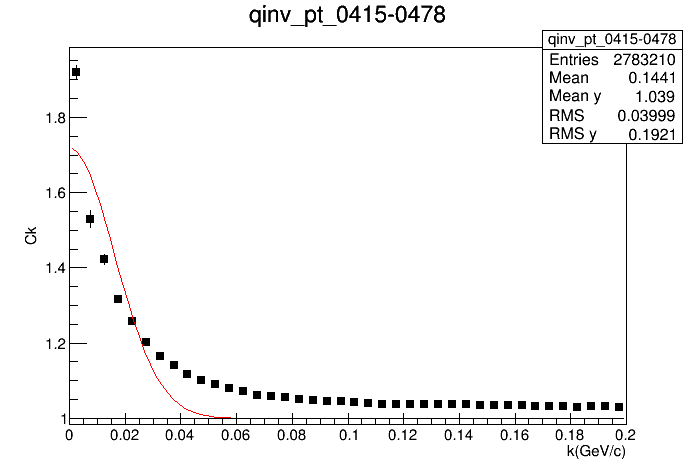 qinv_pt_0415-0478
qinv_pt_0415-0478
Entries 2783210
Mean 0.1441
Mean y 1.039
RMS 0.03999
RMS y 0.1921
Ck
1.8
1.6
1.4
1.2
1
0 0.02 0.04 0.06 0.08 0.1 0.12 0.14 0.16 0.18 0.2
k(GeV/c)